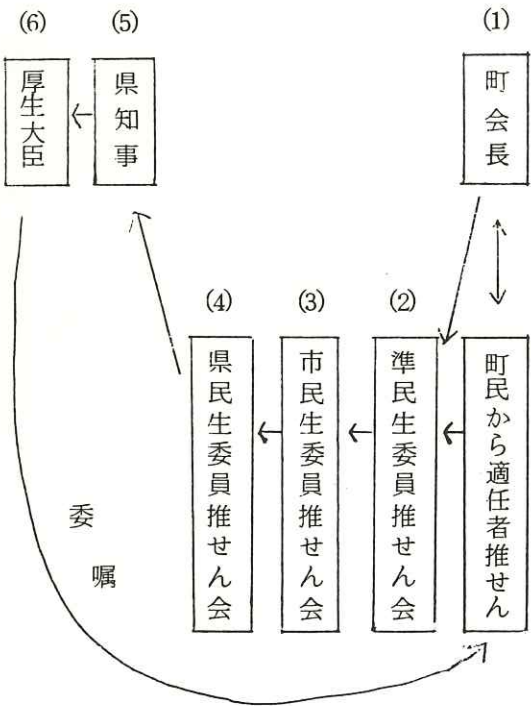 (1)
町会長
町民から適任者推せん
(2)
準民生委員推せん会
(3)
市民生委員推せん会
(4)
県民生委員推せん会
(5)
県知事
(6)
厚生大臣
委嘱